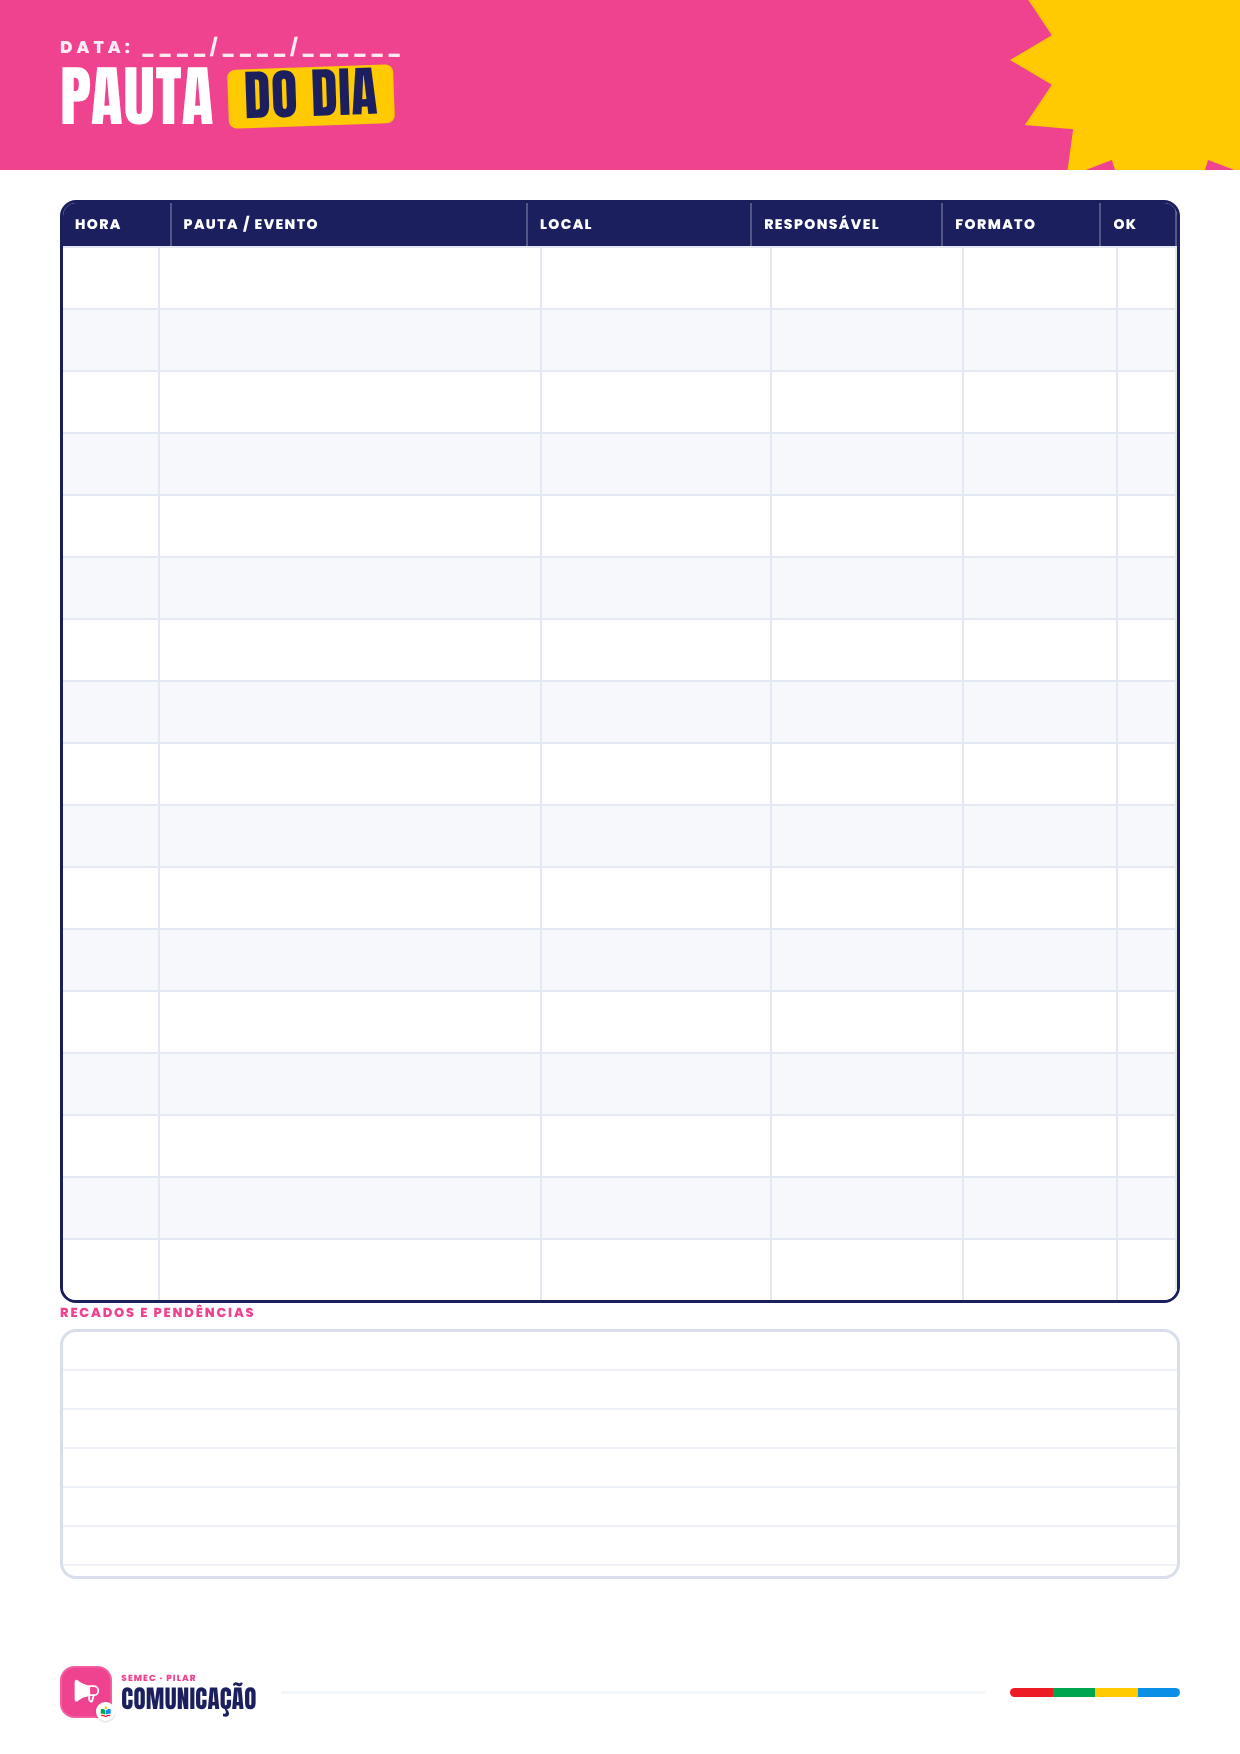 DATA: ____/____/______
PAUTA DO DIA
HORA PAUTA / EVENTO LOCAL RESPONSÁVEL FORMATO OK
RECADOS E PENDÊNCIAS
SEMEC · PILAR
COMUNICAÇÃO